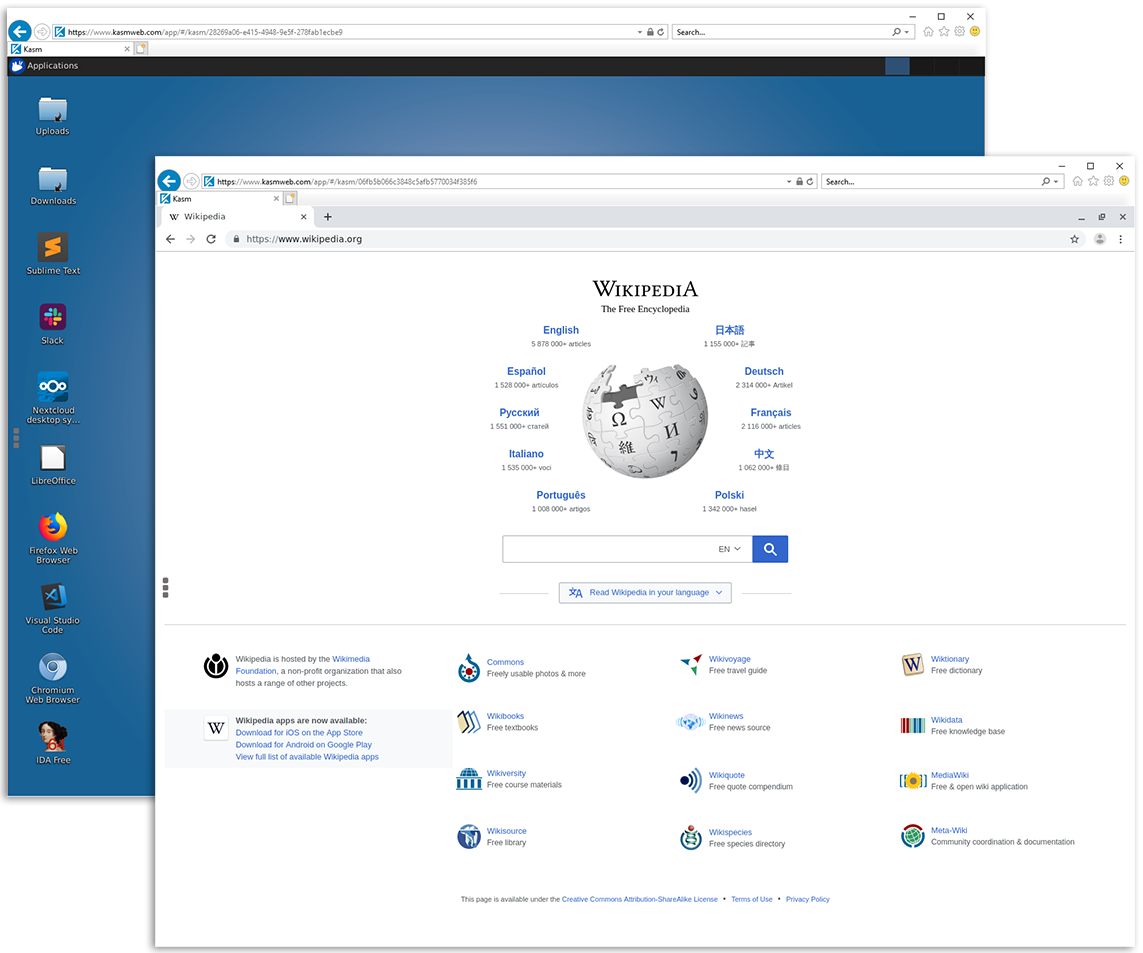 https://www.kasmweb.com/app/#/kasm/28269a06-e415-4948-9e5f-278fab1ecbe9
Search...
Kasm
Applications
Uploads
Downloads
Sublime Text
Slack
Nextcloud
desktop sy...
LibreOffice
Firefox Web
Browser
Visual Studio
Code
Chromium
Web Browser
IDA Free
https://www.kasmweb.com/app/#/kasm/06fb5b066c3848c5afb5770034f385f6
Search...
Kasm
W Wikipedia
https://www.wikipedia.org
WIKIPEDIA
The Free Encyclopedia
English
5 878 000+ articles
日本語
1 155 000+ 記事
Español
1 528 000+ artículos
Deutsch
2 314 000+ Artikel
Русский
1 551 000+ статей
Français
2 116 000+ articles
Italiano
1 535 000+ voci
中文
1 062 000+ 條目
Português
1 008 000+ artigos
Polski
1 342 000+ haseł
Ω
W
И
維
EN
Read Wikipedia in your language
Wikipedia is hosted by the Wikimedia
Foundation, a non-profit organization that also
hosts a range of other projects.
W
Wikipedia apps are now available:
Download for iOS on the App Store
Download for Android on Google Play
View full list of available Wikipedia apps
Commons
Freely usable photos & more
Wikivoyage
Free travel guide
W
Wiktionary
Free dictionary
Wikibooks
Free textbooks
Wikinews
Free news source
Wikidata
Free knowledge base
Wikiversity
Free course materials
Wikiquote
Free quote compendium
MediaWiki
Free & open wiki application
Wikisource
Free library
Wikispecies
Free species directory
Meta-Wiki
Community coordination & documentation
This page is available under the Creative Commons Attribution-ShareAlike License • Terms of Use • Privacy Policy